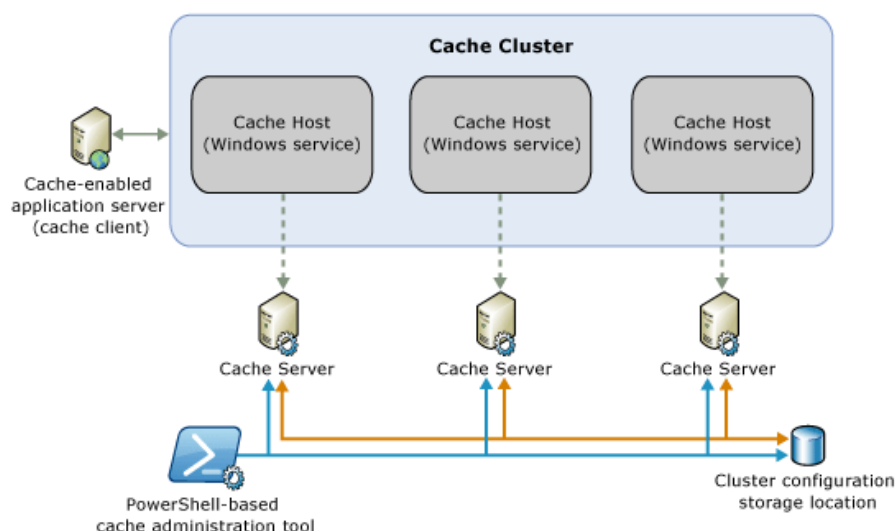 Cache Cluster
Cache Host
(Windows service)
Cache Host
(Windows service)
Cache Host
(Windows service)
Cache-enabled
application server
(cache client)
Cache Server
Cache Server
Cache Server
PowerShell-based
cache administration tool
Cluster configuration
storage location